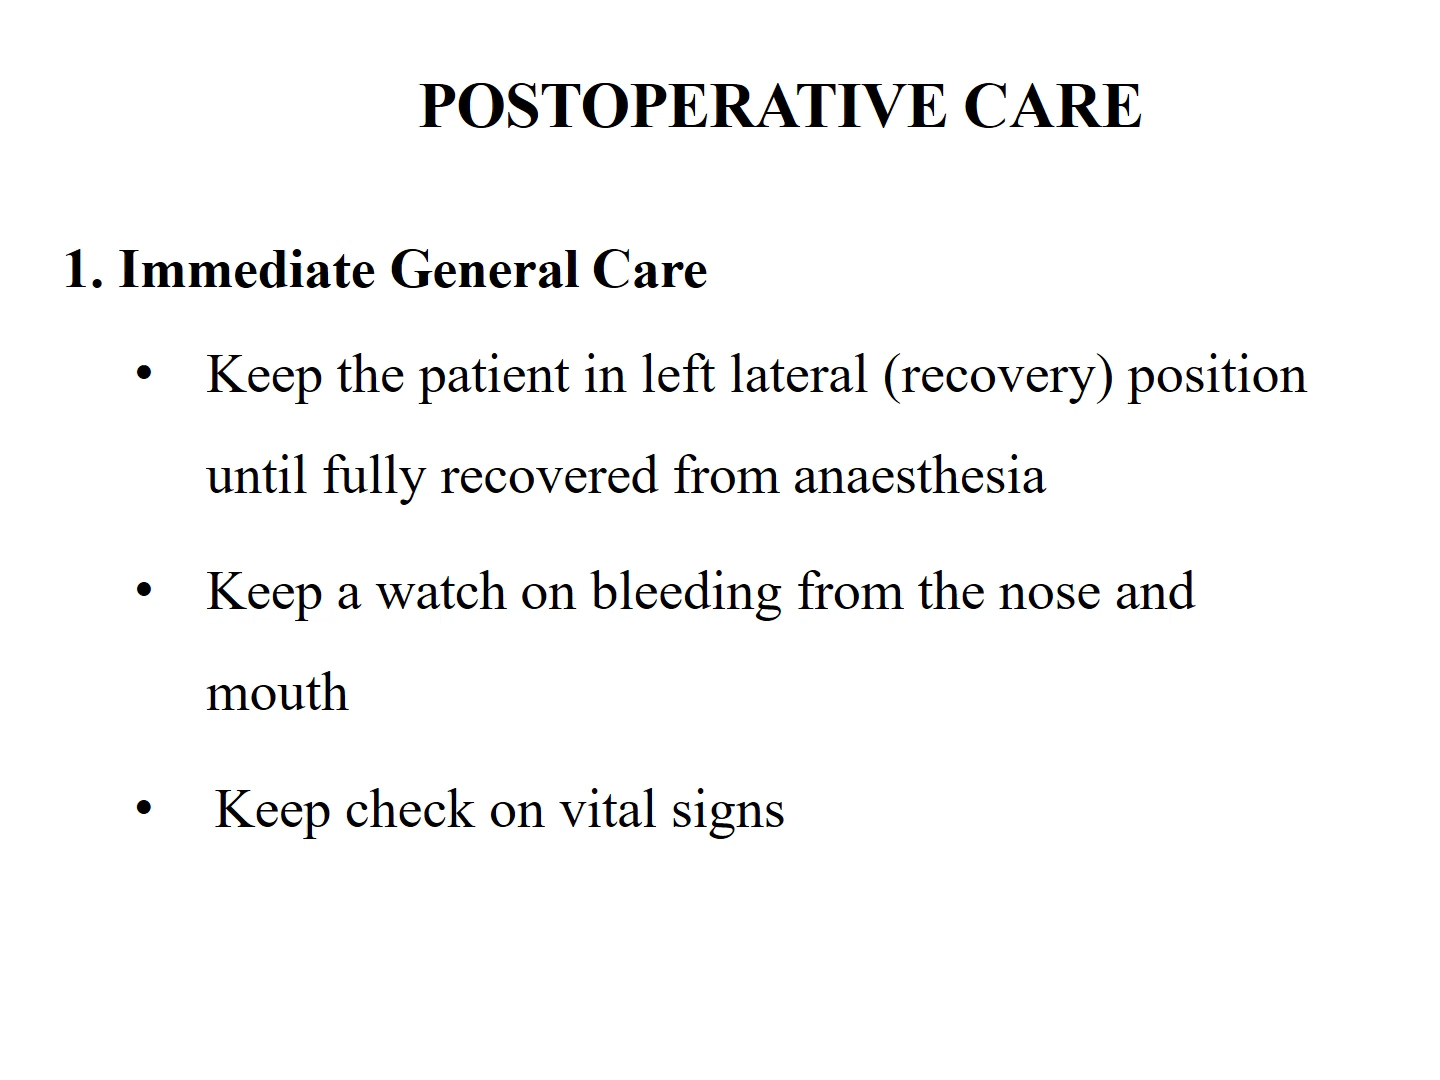 POSTOPERATIVE CARE
1. Immediate General Care
• Keep the patient in left lateral (recovery) position
until fully recovered from anaesthesia
• Keep a watch on bleeding from the nose and
mouth
• Keep check on vital signs